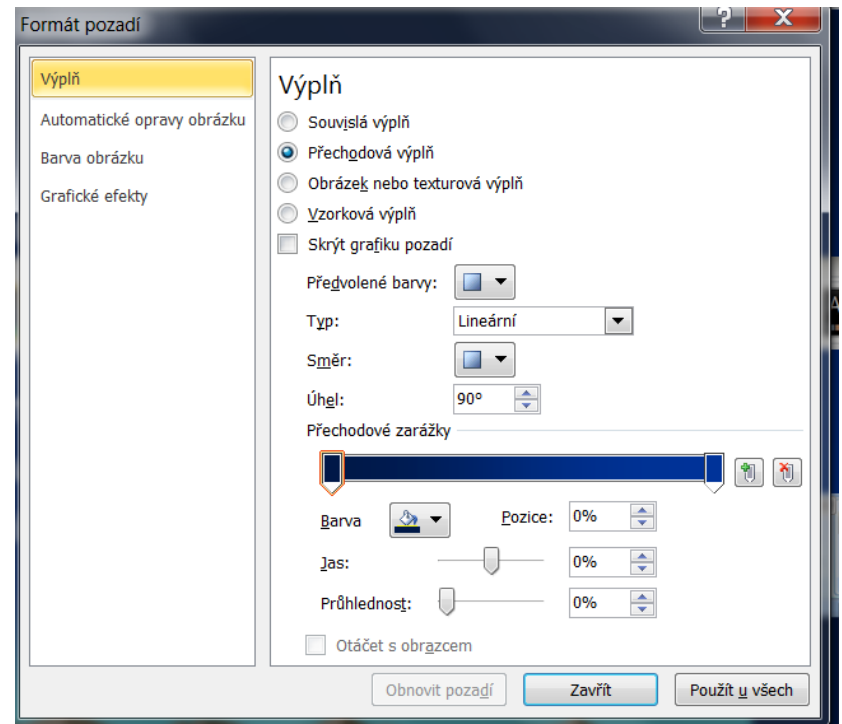 Formát pozadí
Výplň
Automatické opravy obrázku
Barva obrázku
Grafické efekty
Výplň
Souvislá výplň
Přechodová výplň
Obrázek nebo texturová výplň
Vzorková výplň
Skrýt grafiku pozadí
Předvolené barvy:
Typ: Lineární
Směr:
Úhel: 90°
Přechodové zarážky
Barva Pozice: 0%
Jas: 0%
Průhlednost: 0%
Otáčet s obrazcem
Obnovit pozadí Zavřít Použít u všech